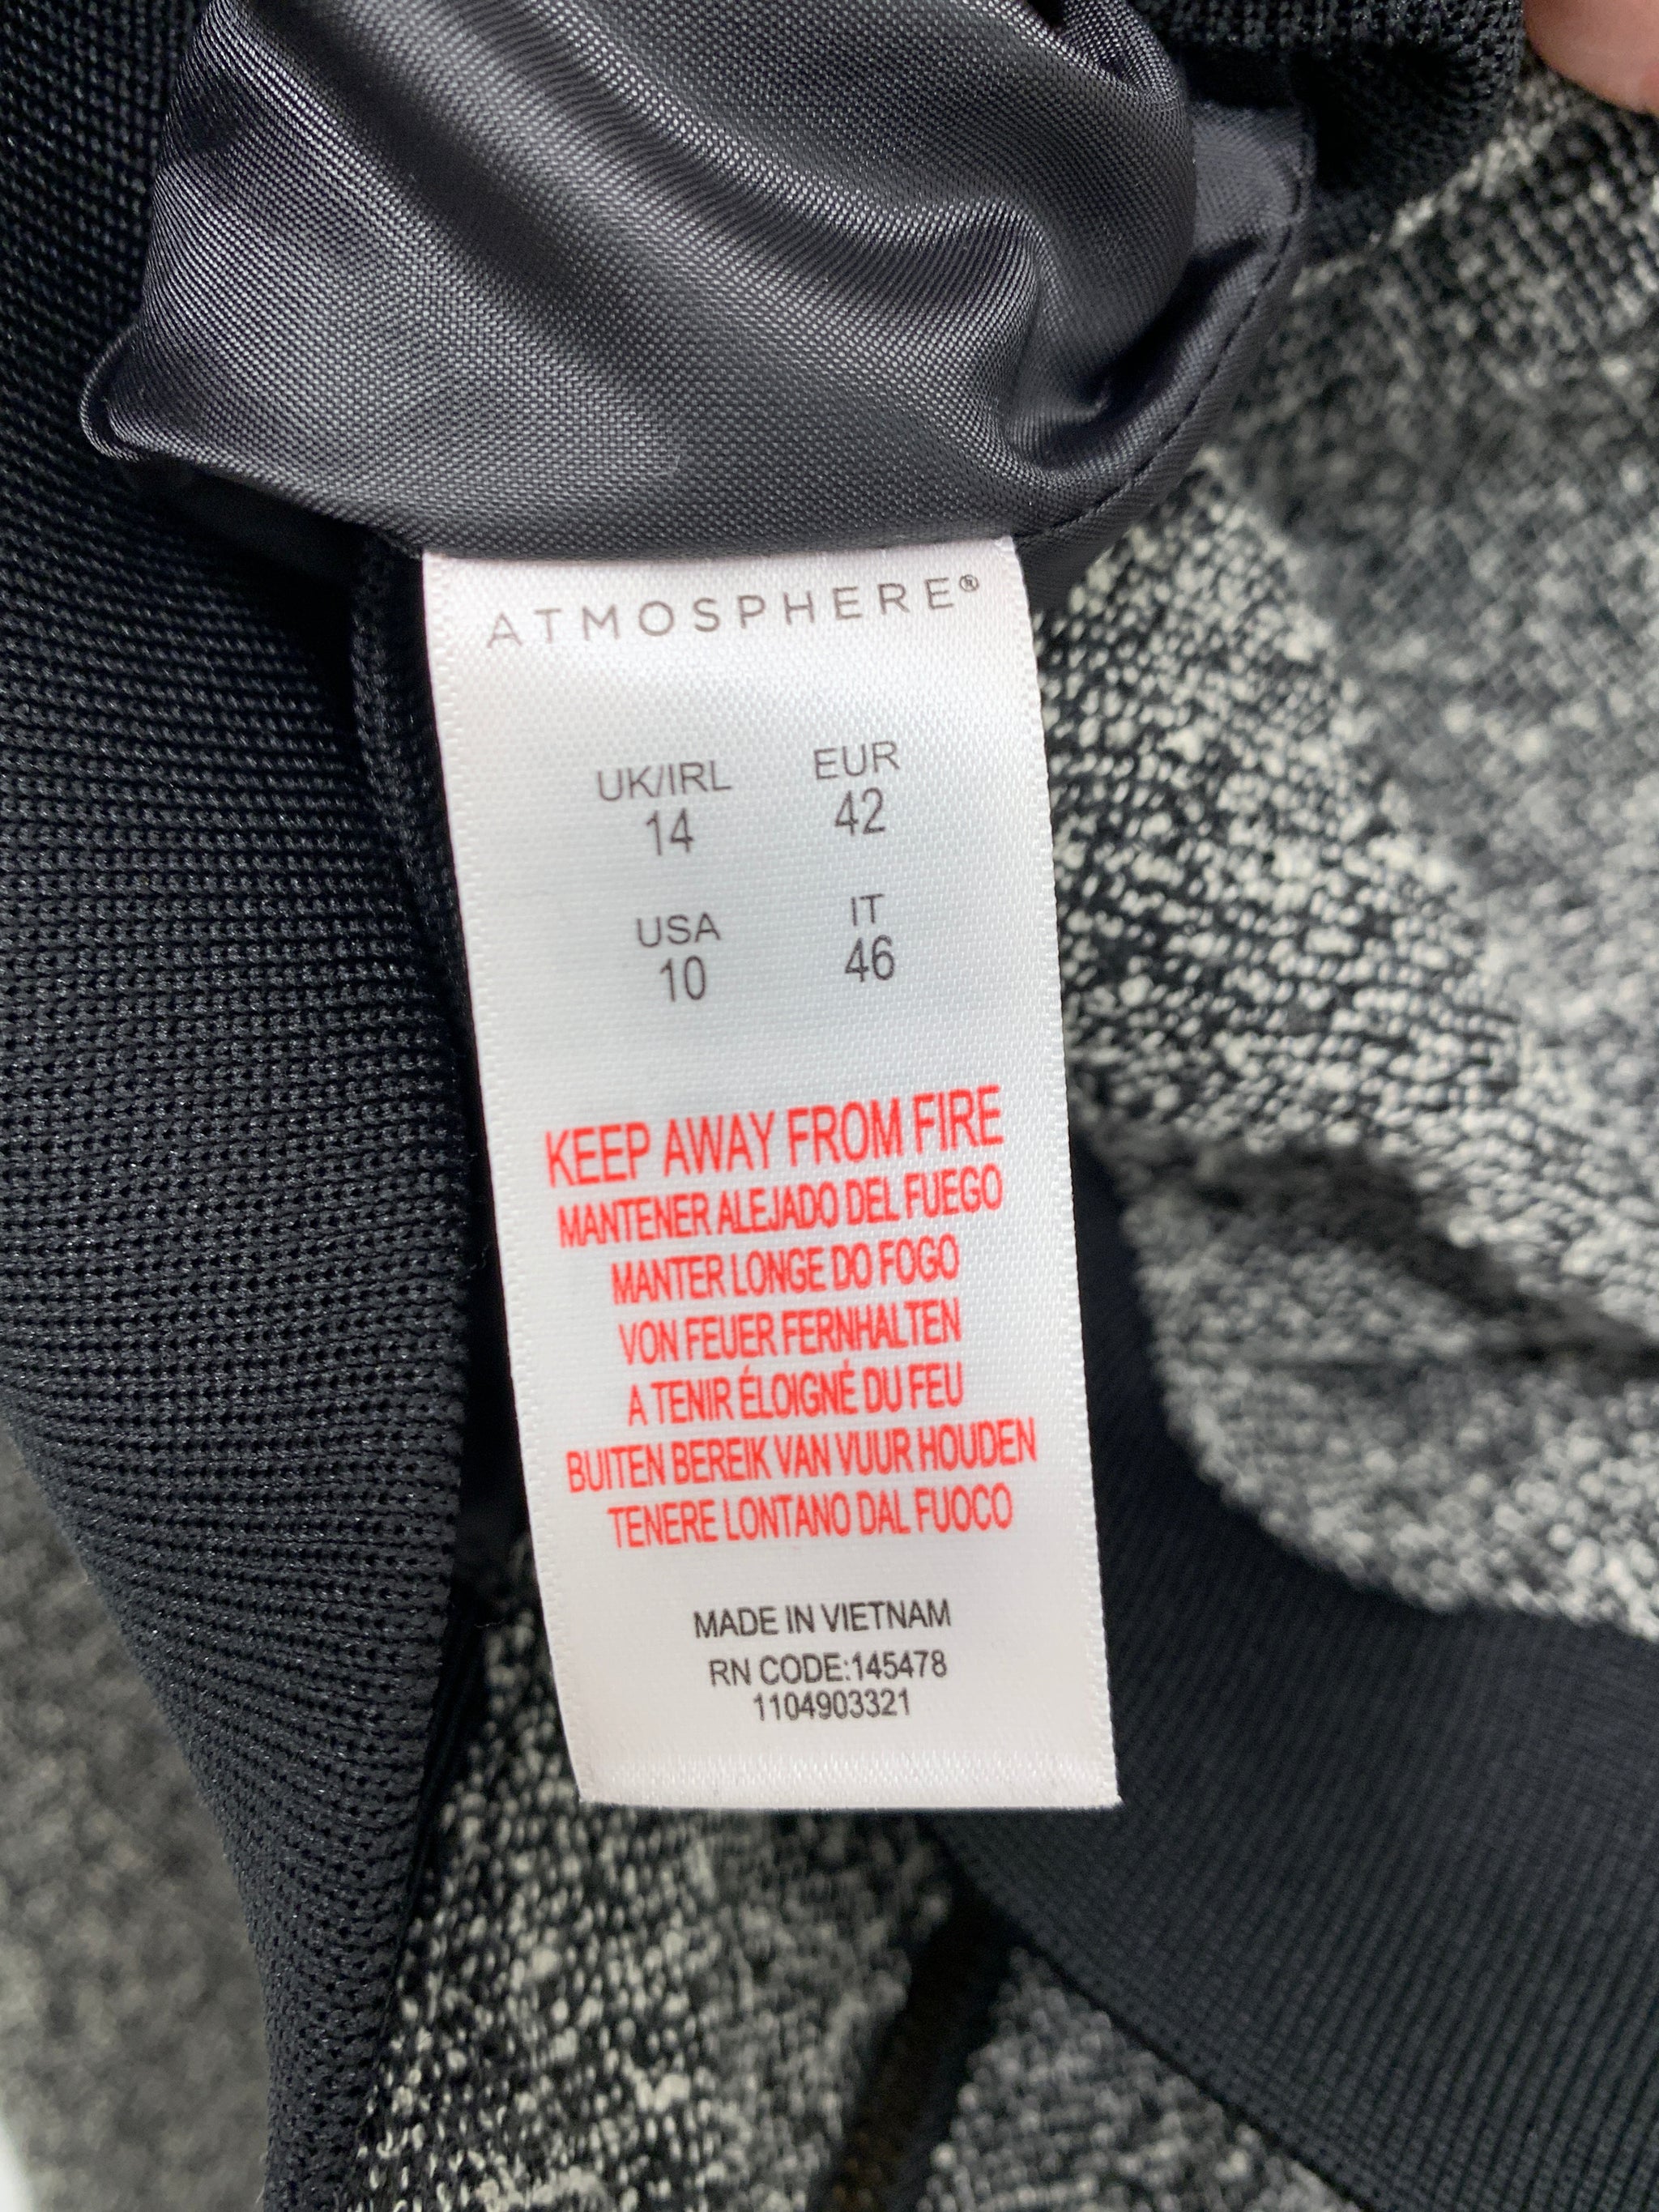 ATMOSPHERE®
UK/IRL EUR
14 42
USA IT
10 46
KEEP AWAY FROM FIRE
MANTENER ALEJADO DEL FUEGO
MANTER LONGE DO FOGO
VON FEUER FERNHALTEN
A TENIR ÉLOIGNÉ DU FEU
BUITEN BEREIK VAN VUUR HOUDEN
TENERE LONTANO DAL FUOCO
MADE IN VIETNAM
RN CODE:145478
1104903321